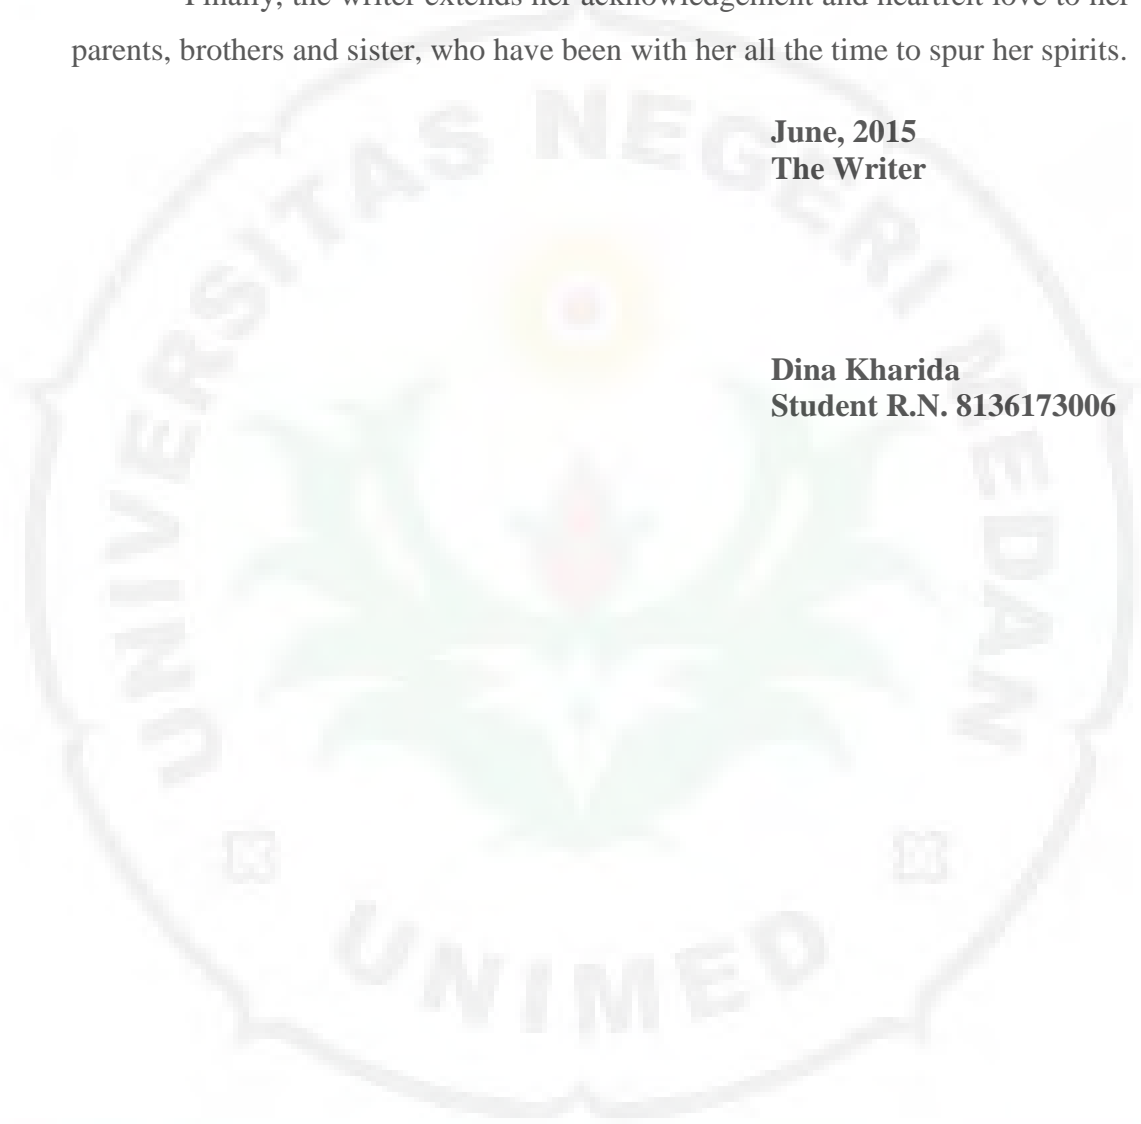 Finally, the writer extends her acknowledgement and heartfelt love to her
parents, brothers and sister, who have been with her all the time to spur her spirits.
June, 2015
The Writer
Dina Kharida
Student R.N. 8136173006
UNIVERSITAS NEGERI MEDAN
UNIMED